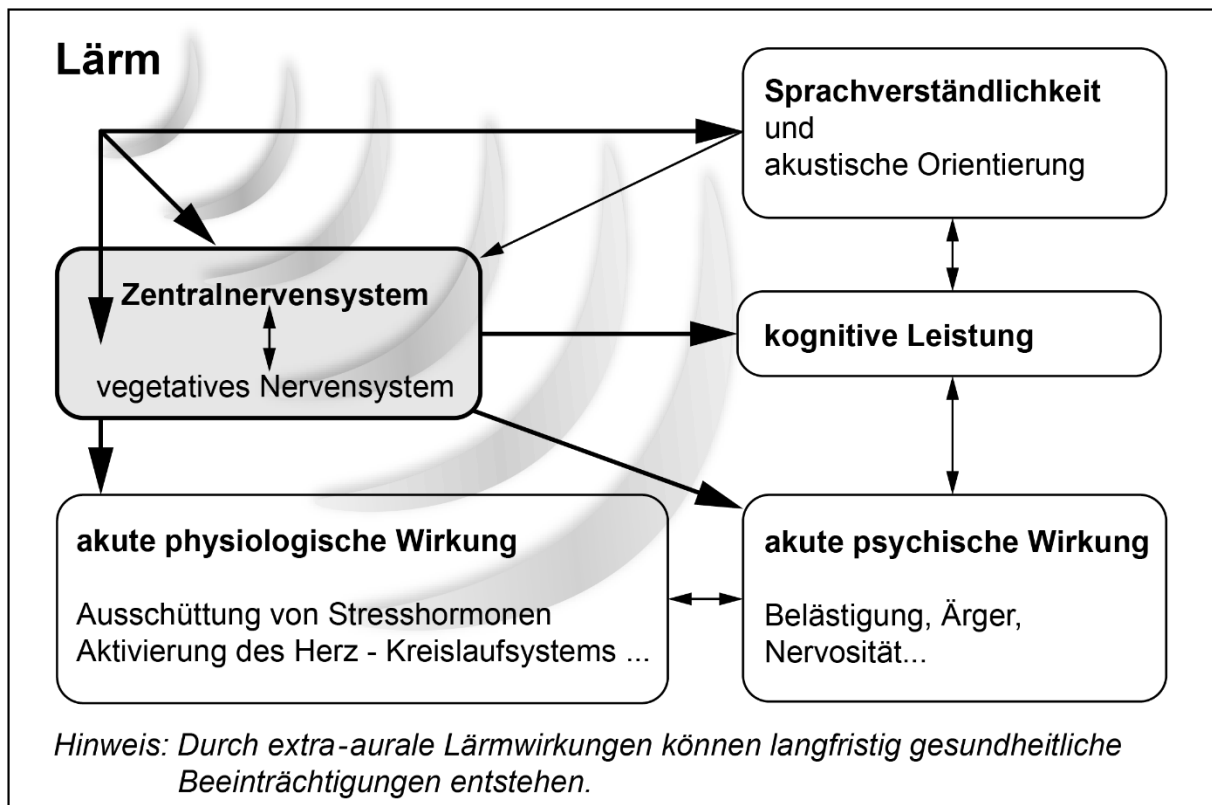 Lärm
Sprachverständlichkeit
und
akustische Orientierung
Zentralnervensystem
vegetatives Nervensystem
kognitive Leistung
akute physiologische Wirkung
Ausschüttung von Stresshormonen
Aktivierung des Herz - Kreislaufsystems ...
akute psychische Wirkung
Belästigung, Ärger,
Nervosität...
Hinweis: Durch extra-aurale Lärmwirkungen können langfristig gesundheitliche
Beeinträchtigungen entstehen.